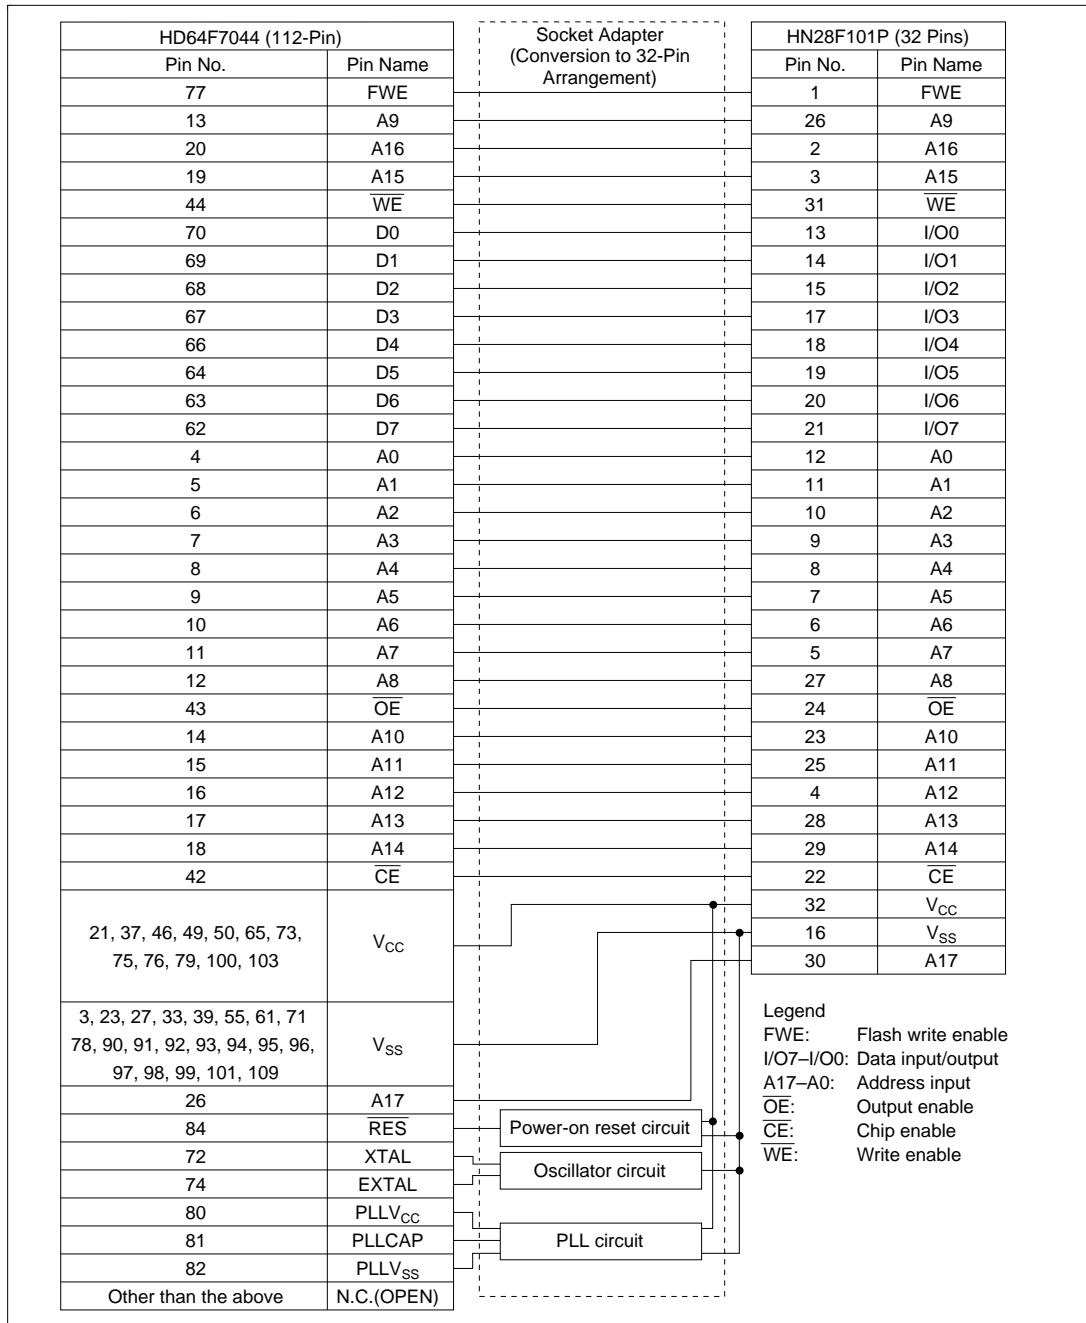 HD64F7044 (112-Pin) Socket Adapter (Conversion to 32-Pin Arrangement) HN28F101P (32 Pins)
Pin No. Pin Name Pin No. Pin Name
77 FWE 1 FWE
13 A9 26 A9
20 A16 2 A16
19 A15 3 A15
44 W̅E̅ 31 W̅E̅
70 D0 13 I/O0
69 D1 14 I/O1
68 D2 15 I/O2
67 D3 17 I/O3
66 D4 18 I/O4
64 D5 19 I/O5
63 D6 20 I/O6
62 D7 21 I/O7
4 A0 12 A0
5 A1 11 A1
6 A2 10 A2
7 A3 9 A3
8 A4 8 A4
9 A5 7 A5
10 A6 6 A6
11 A7 5 A7
12 A8 27 A8
43 O̅E̅ 24 O̅E̅
14 A10 23 A10
15 A11 25 A11
16 A12 4 A12
17 A13 28 A13
18 A14 29 A14
42 C̅E̅ 22 C̅E̅
32 VCC
21, 37, 46, 49, 50, 65, 73,
75, 76, 79, 100, 103 VCC
16 VSS
30 A17
3, 23, 27, 33, 39, 55, 61, 71
78, 90, 91, 92, 93, 94, 95, 96,
97, 98, 99, 101, 109 VSS
26 A17
84 R̅E̅S̅ Power-on reset circuit
72 XTAL Oscillator circuit
74 EXTAL
80 PLLVCC
81 PLLCAP PLL circuit
82 PLLVSS
Other than the above N.C.(OPEN)
Legend
FWE: Flash write enable
I/O7–I/O0: Data input/output
A17–A0: Address input
O̅E̅: Output enable
C̅E̅: Chip enable
W̅E̅: Write enable